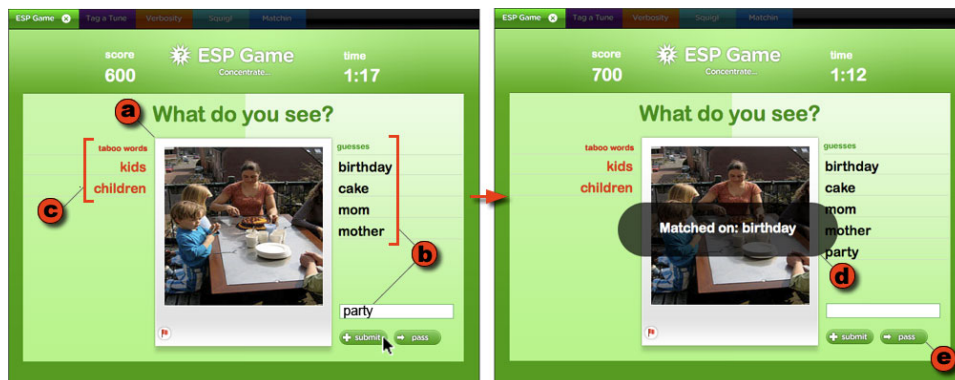 ESP Game Tag a Tune Verbosity Squigl Matchin
score
600
ESP Game
Concentrate...
time
1:17
a
What do you see?
taboo words
kids
children
c
guesses
birthday
cake
mom
mother
b
party
submit pass
ESP Game Tag a Tune Verbosity Squigl Matchin
score
700
ESP Game
Concentrate...
time
1:12
What do you see?
taboo words
kids
children
guesses
birthday
cake
mom
mother
party
Matched on: birthday
d
submit pass
e